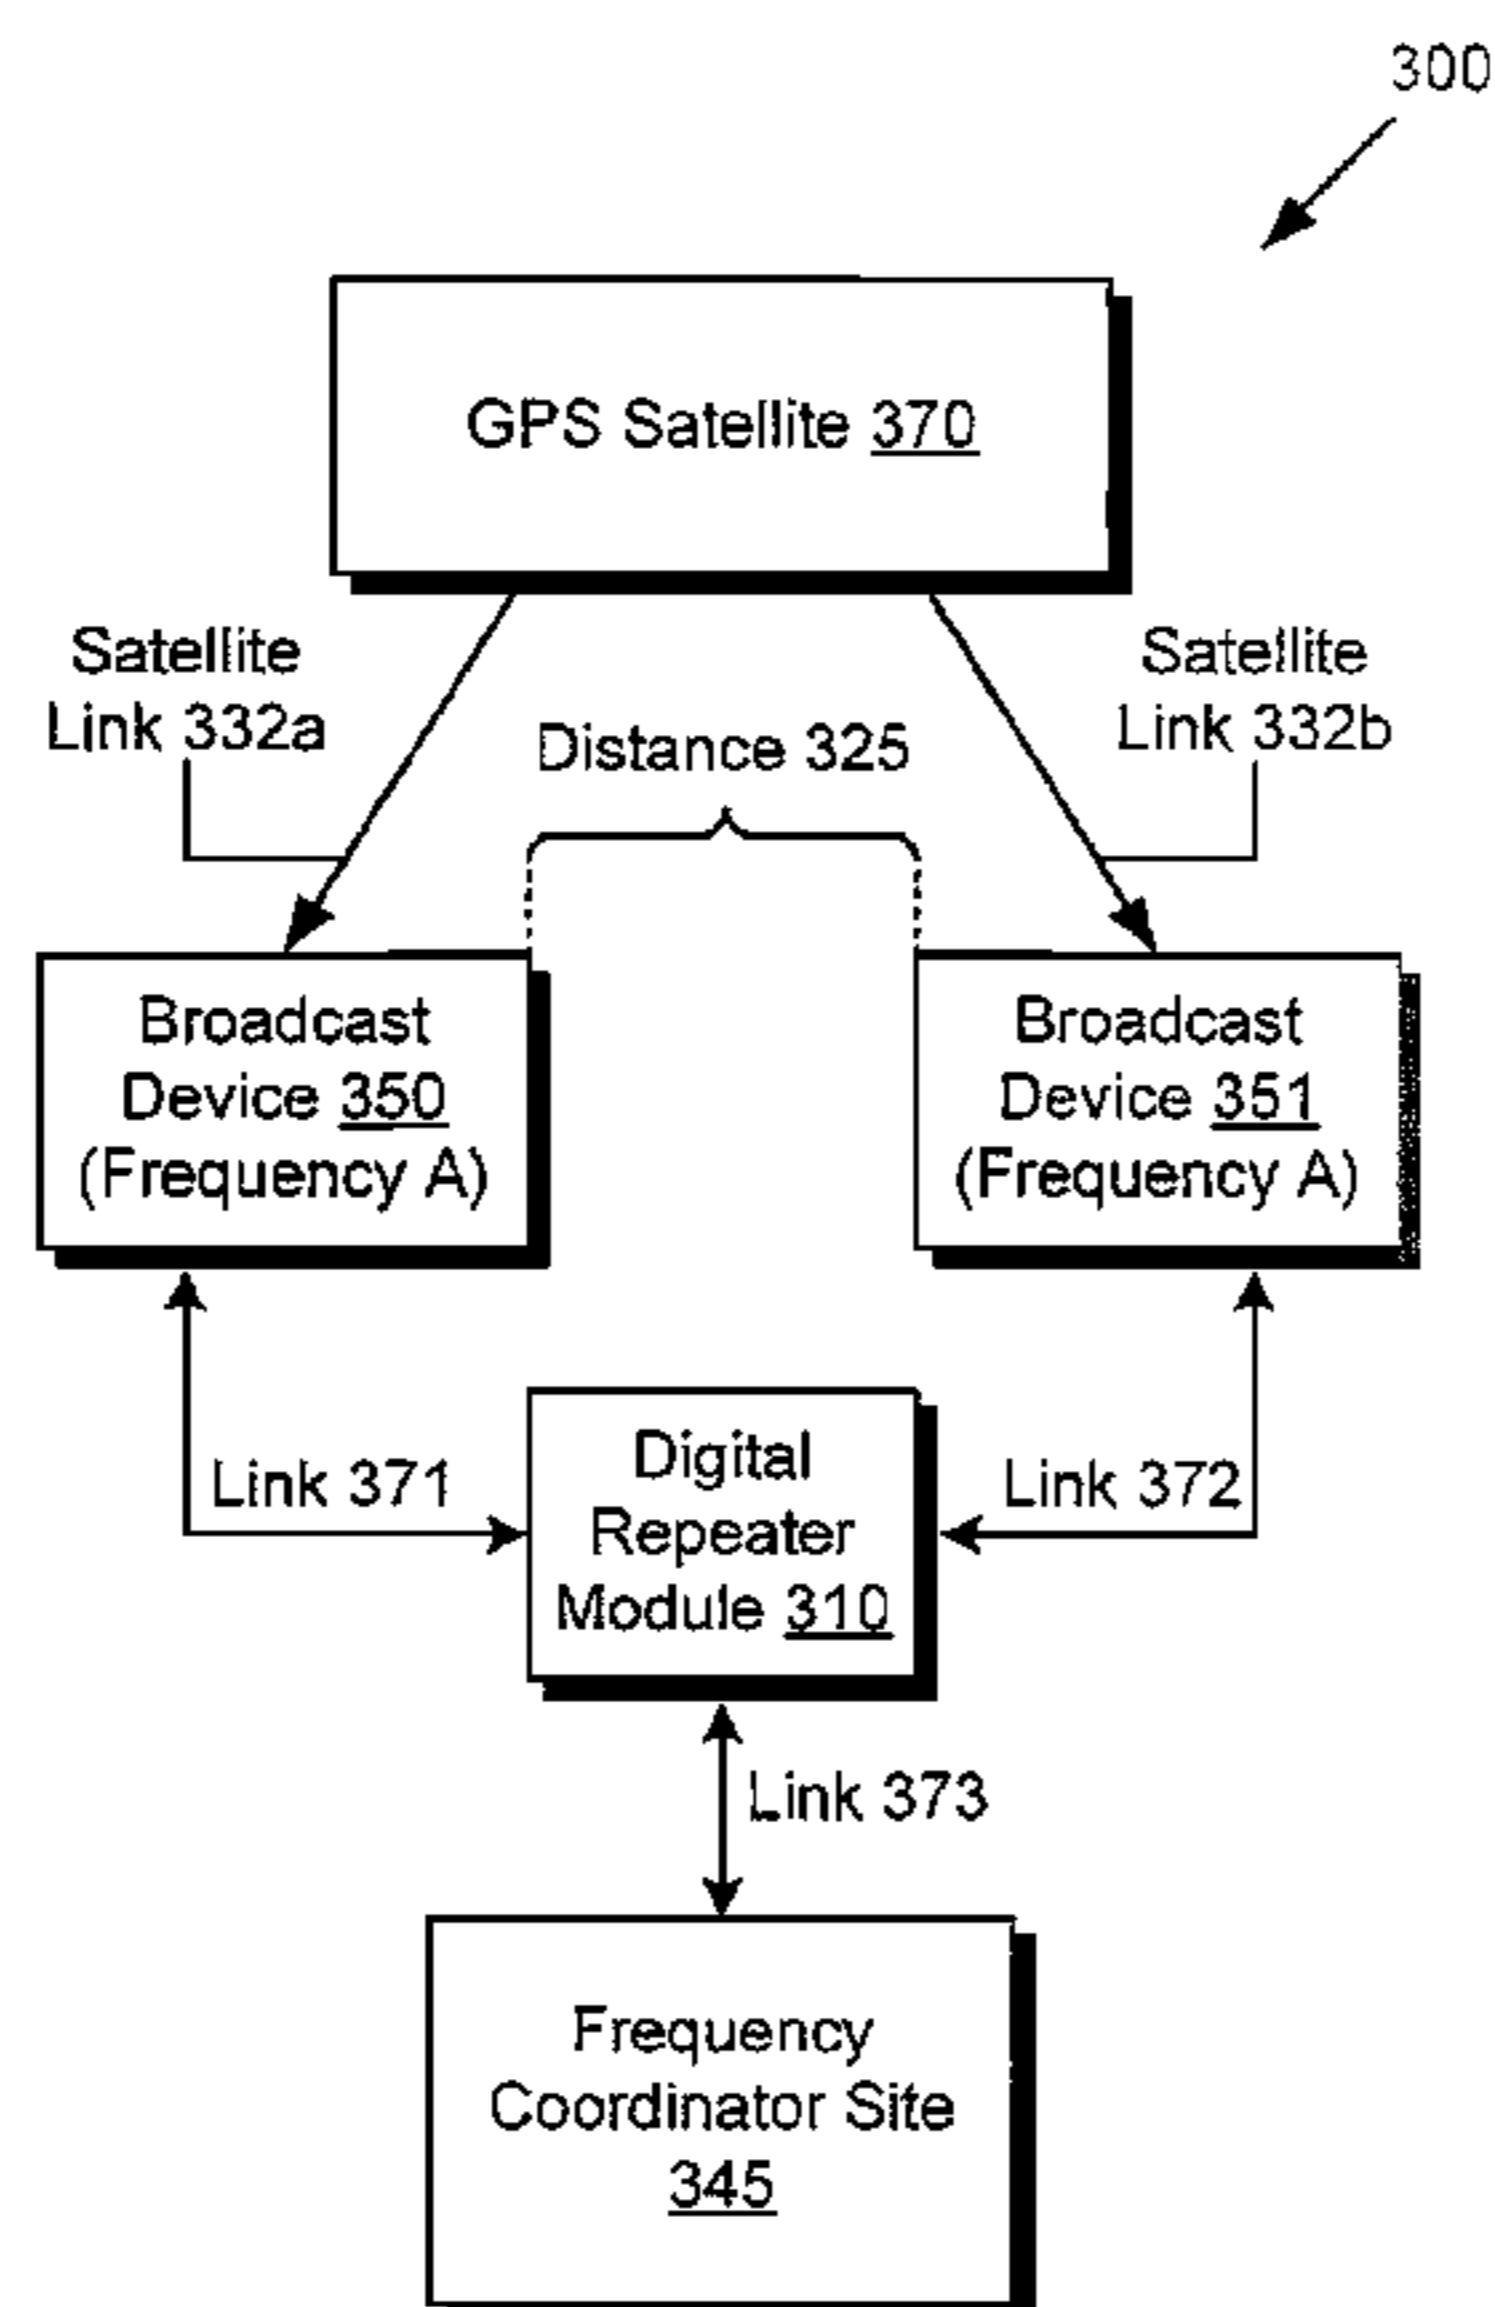 300
GPS Satellite 370
Satellite
Link 332a
Distance 325
Satellite
Link 332b
Broadcast
Device 350
(Frequency A)
Broadcast
Device 351
(Frequency A)
Link 371
Digital
Repeater
Module 310
Link 372
Link 373
Frequency
Coordinator Site
345